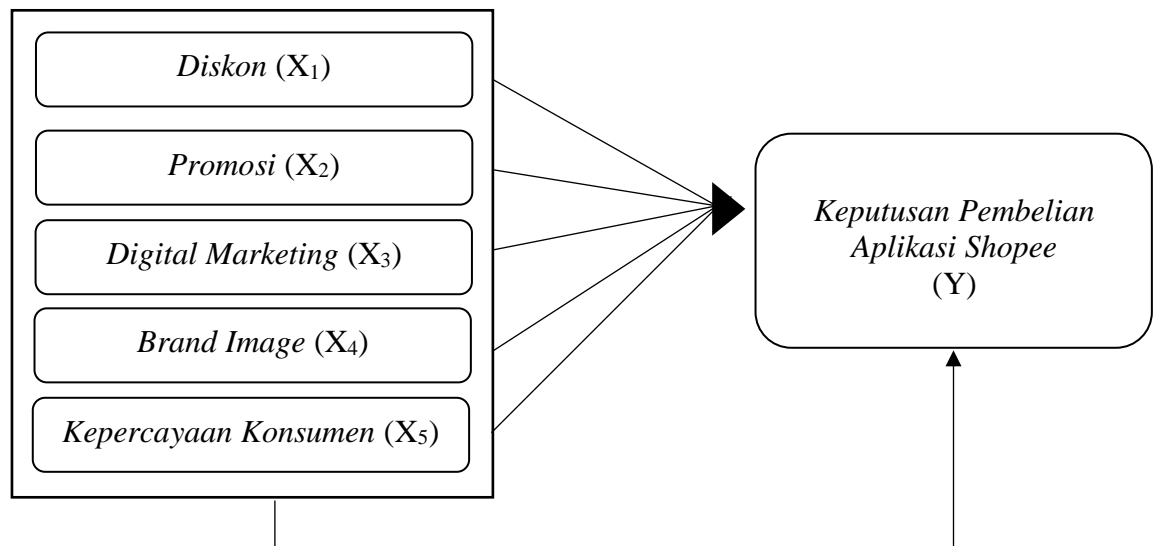 Diskon (X₁)
Promosi (X₂)
Digital Marketing (X₃)
Brand Image (X₄)
Kepercayaan Konsumen (X₅)
Keputusan Pembelian
Aplikasi Shopee
(Y)